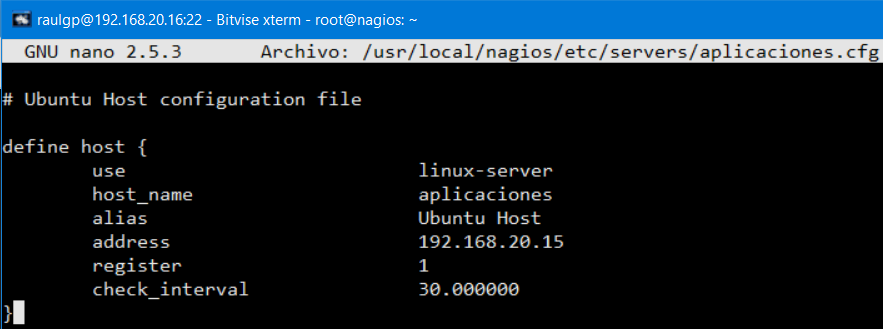 raulgp@192.168.20.16:22 - Bitvise xterm - root@nagios: ~
GNU nano 2.5.3 Archivo: /usr/local/nagios/etc/servers/aplicaciones.cfg
# Ubuntu Host configuration file
define host {
use linux-server
host_name aplicaciones
alias Ubuntu Host
address 192.168.20.15
register 1
check_interval 30.000000
}